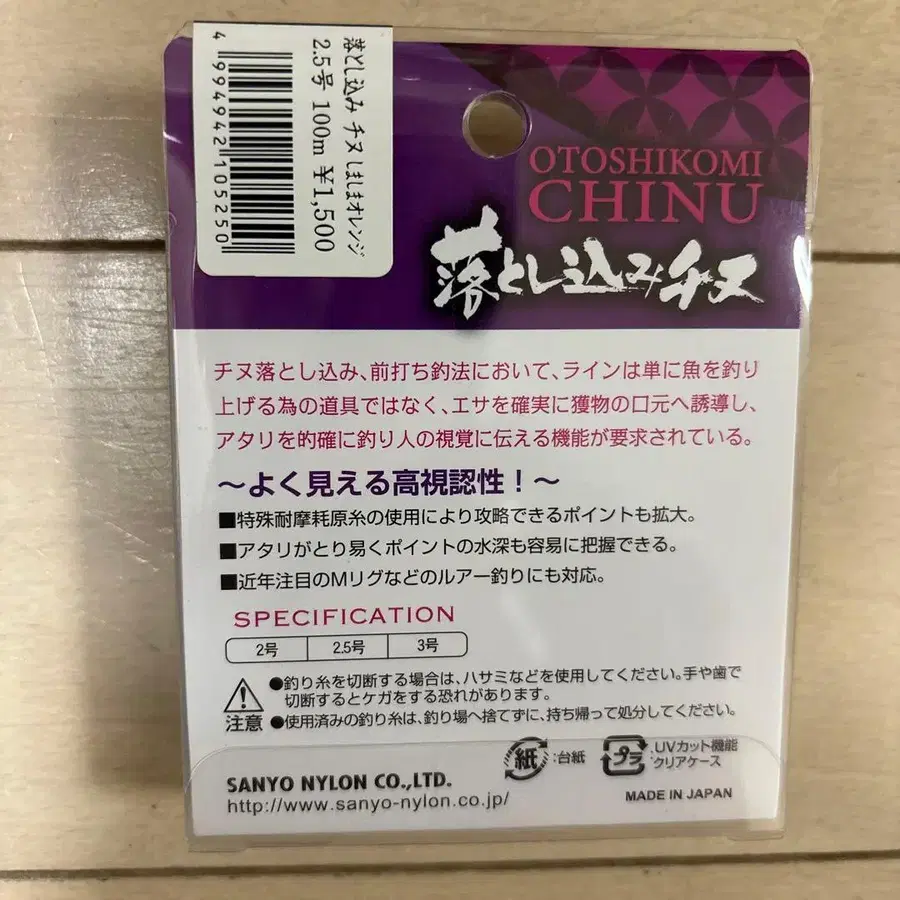 落とし込み チヌ しましまオレンジ
2.5号 100m ¥1,500
4 994942 105250
OTOSHIKOMI
CHINU
落とし込みチヌ
チヌ落とし込み、前打ち釣法において、ラインは単に魚を釣り
上げる為の道具ではなく、エサを確実に獲物の口元へ誘導し、
アタリを的確に釣り人の視覚に伝える機能が要求されている。
～よく見える高視認性！～
■特殊耐摩耗原糸の使用により攻略できるポイントも拡大。
■アタリがとり易くポイントの水深も容易に把握できる。
■近年注目のMリグなどのルアー釣りにも対応。
SPECIFICATION
2号 2.5号 3号
●釣り糸を切断する場合は、ハサミなどを使用してください。手や歯で
切断するとケガをする恐れがあります。
注意 ●使用済みの釣り糸は、釣り場へ捨てずに、持ち帰って処分してください。
紙 :台紙 プラ :UVカット機能
クリアケース
SANYO NYLON CO.,LTD.
http://www.sanyo-nylon.co.jp/
MADE IN JAPAN